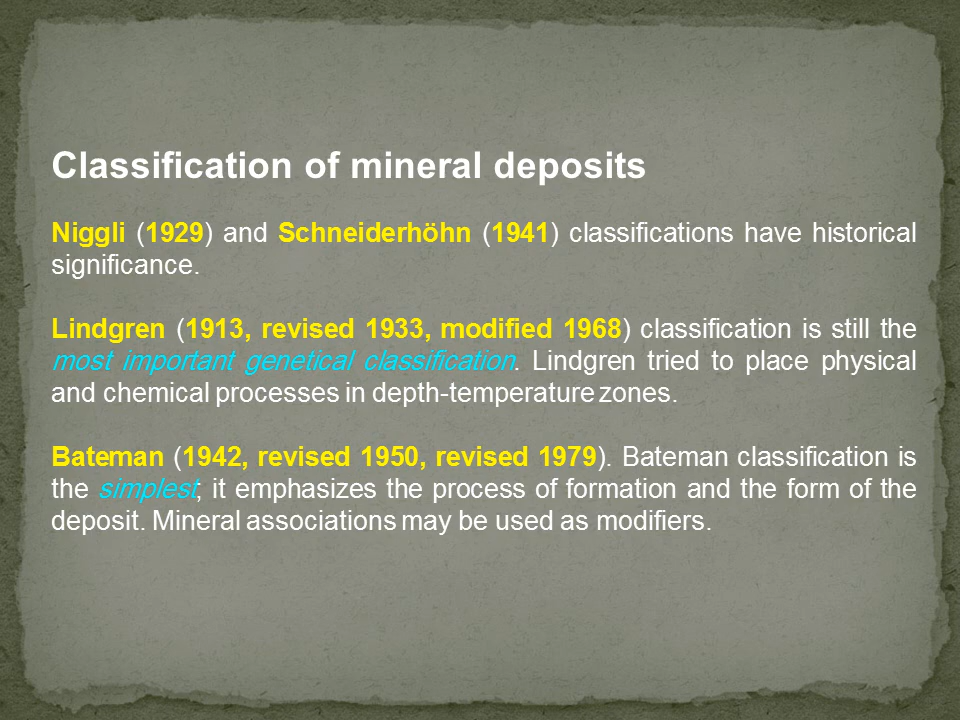 Classification of mineral deposits
Niggli (1929) and Schneiderhöhn (1941) classifications have historical
significance.
Lindgren (1913, revised 1933, modified 1968) classification is still the
most important genetical classification. Lindgren tried to place physical
and chemical processes in depth-temperature zones.
Bateman (1942, revised 1950, revised 1979). Bateman classification is
the simplest; it emphasizes the process of formation and the form of the
deposit. Mineral associations may be used as modifiers.